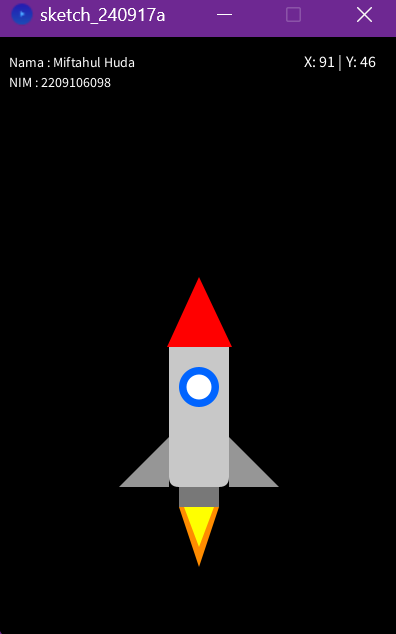 sketch_240917a
Nama : Miftahul Huda
X: 91 | Y: 46
NIM : 2209106098